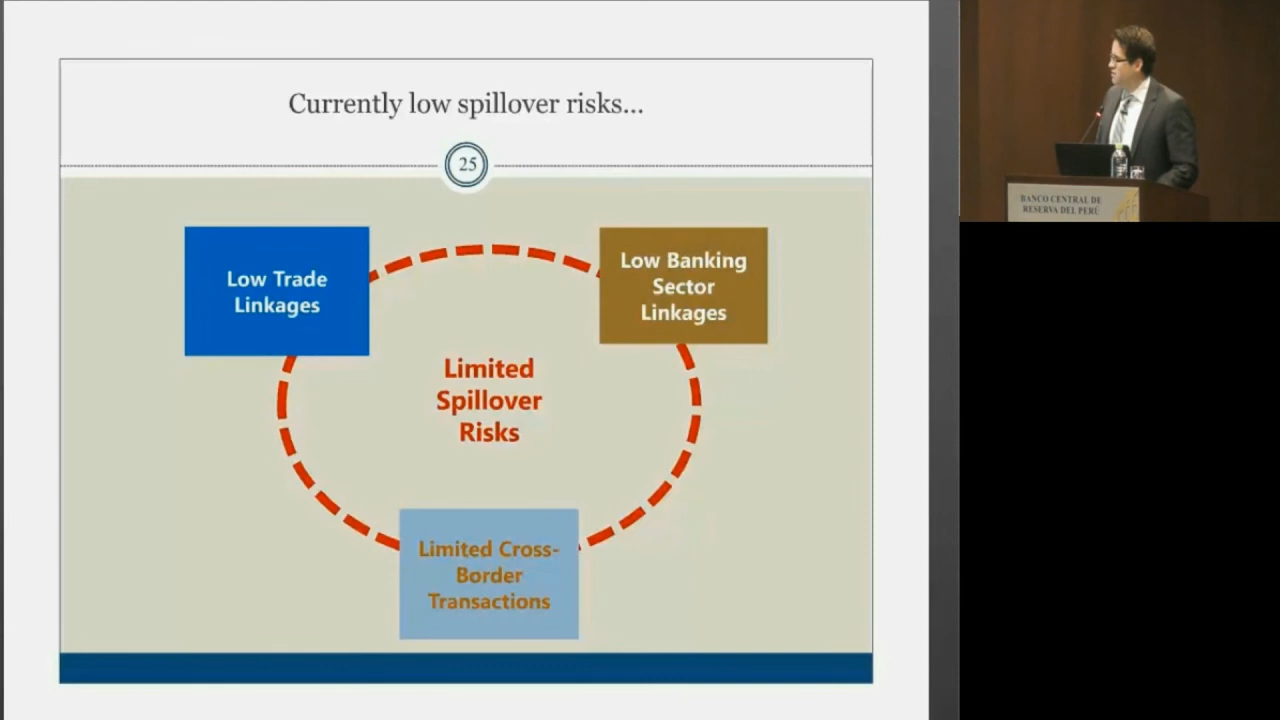 Currently low spillover risks...
25
Low Trade
Linkages
Low Banking
Sector
Linkages
Limited
Spillover
Risks
Limited Cross-
Border
Transactions
BANCO CENTRAL DE
RESERVA DEL PERÚ